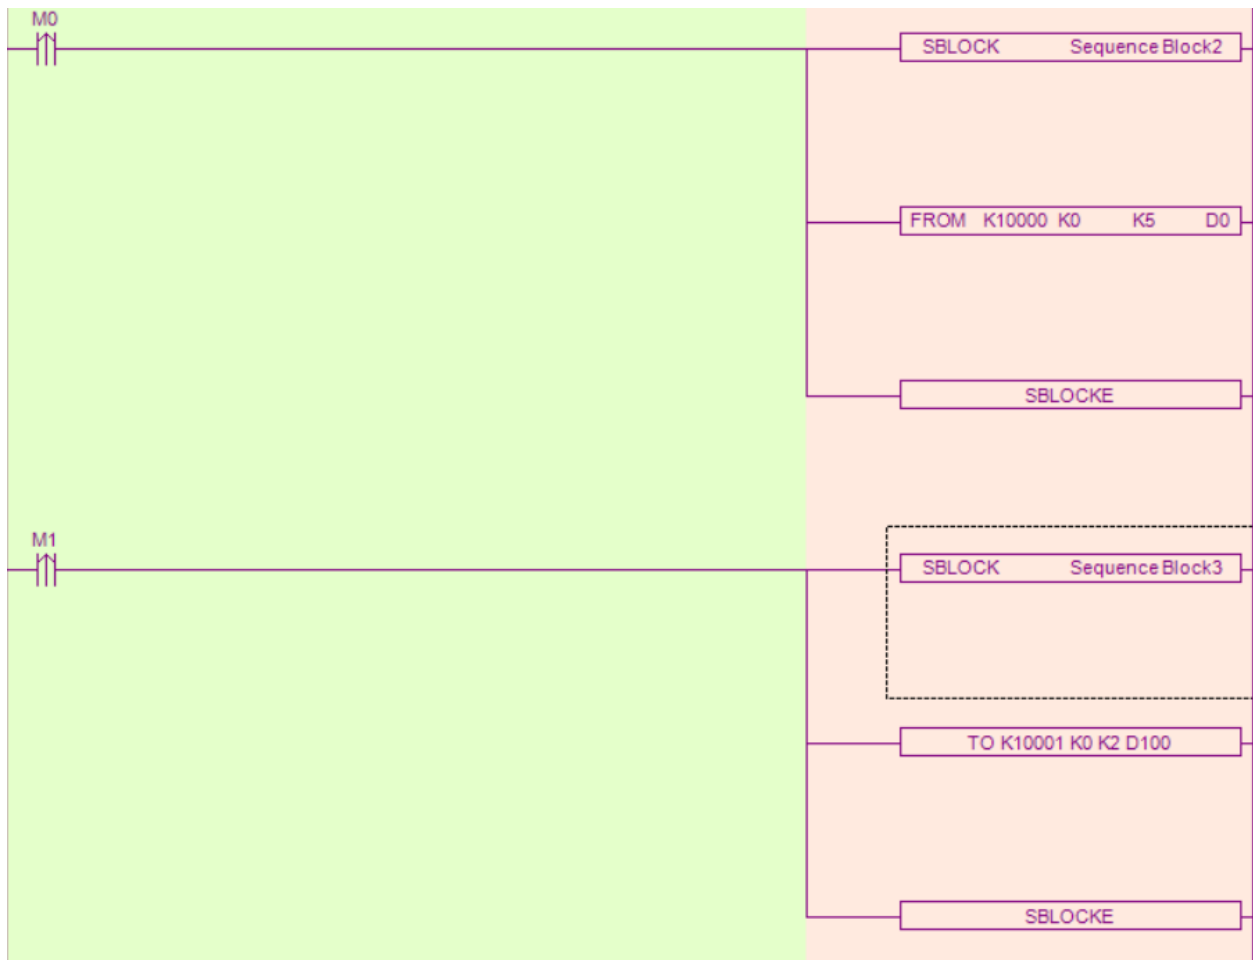 M0
SBLOCK Sequence Block2
FROM K10000 K0 K5 D0
SBLOCKE
M1
SBLOCK Sequence Block3
TO K10001 K0 K2 D100
SBLOCKE